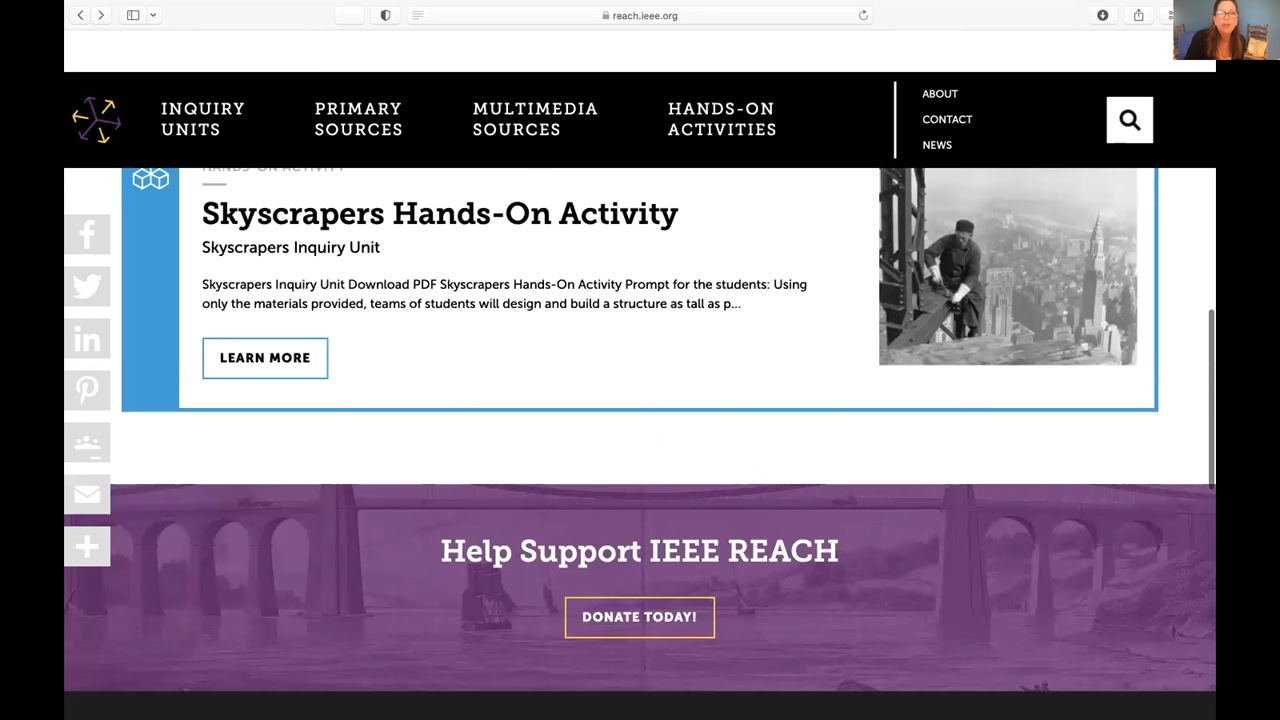 reach.ieee.org
INQUIRY
UNITS
PRIMARY
SOURCES
MULTIMEDIA
SOURCES
HANDS-ON
ACTIVITIES
ABOUT
CONTACT
NEWS
HANDS-ON ACTIVITY
Skyscrapers Hands-On Activity
Skyscrapers Inquiry Unit
Skyscrapers Inquiry Unit Download PDF Skyscrapers Hands-On Activity Prompt for the students: Using
only the materials provided, teams of students will design and build a structure as tall as p...
LEARN MORE
Help Support IEEE REACH
DONATE TODAY!